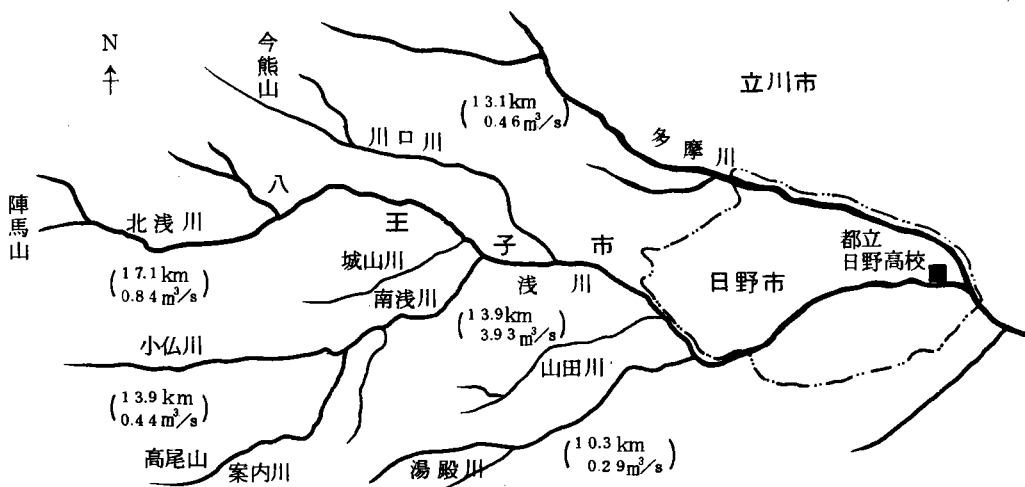 N
今熊山
立川市
(13.1km
0.46m³/s)
多摩川
川口川
陣馬山
北浅川
八王子市
(17.1km
0.84m³/s)
城山川
南浅川
浅川
(13.9km
3.93m³/s)
日野市
都立
日野高校
小仏川
山田川
(13.9km
0.44m³/s)
高尾山
案内川
湯殿川
(10.3km
0.29m³/s)